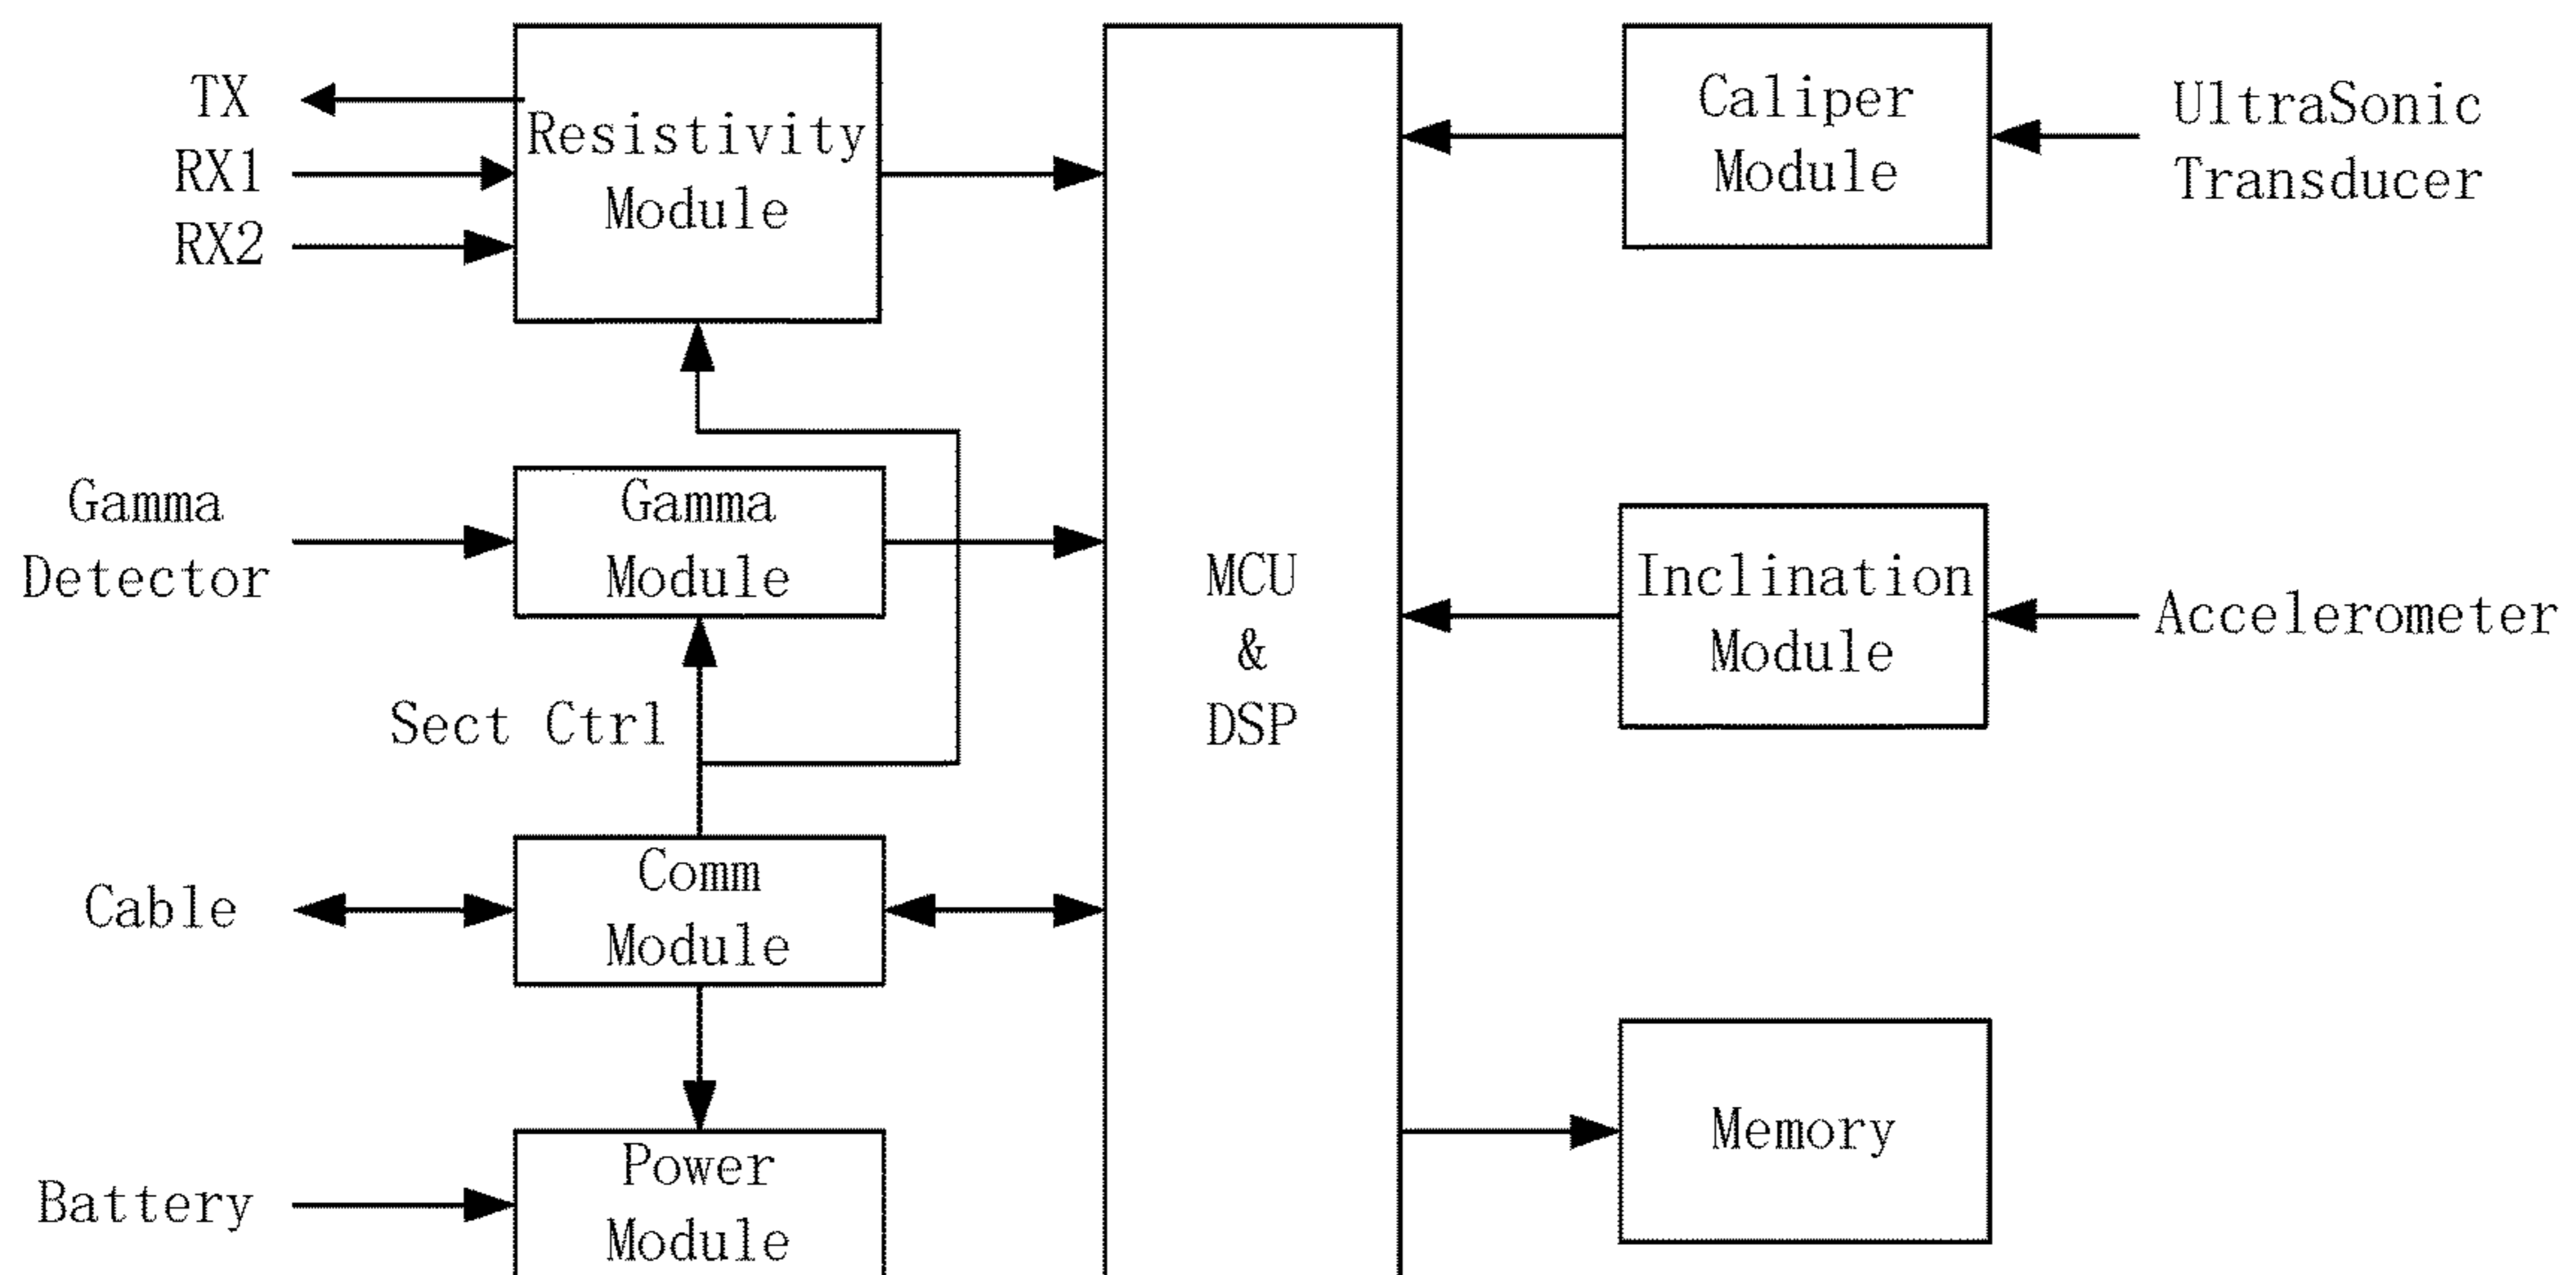 TX
RX1
RX2
Resistivity
Module
Caliper
Module
UltraSonic
Transducer
Gamma
Detector
Gamma
Module
MCU
&
DSP
Inclination
Module
Accelerometer
Sect Ctrl
Cable
Comm
Module
Memory
Battery
Power
Module